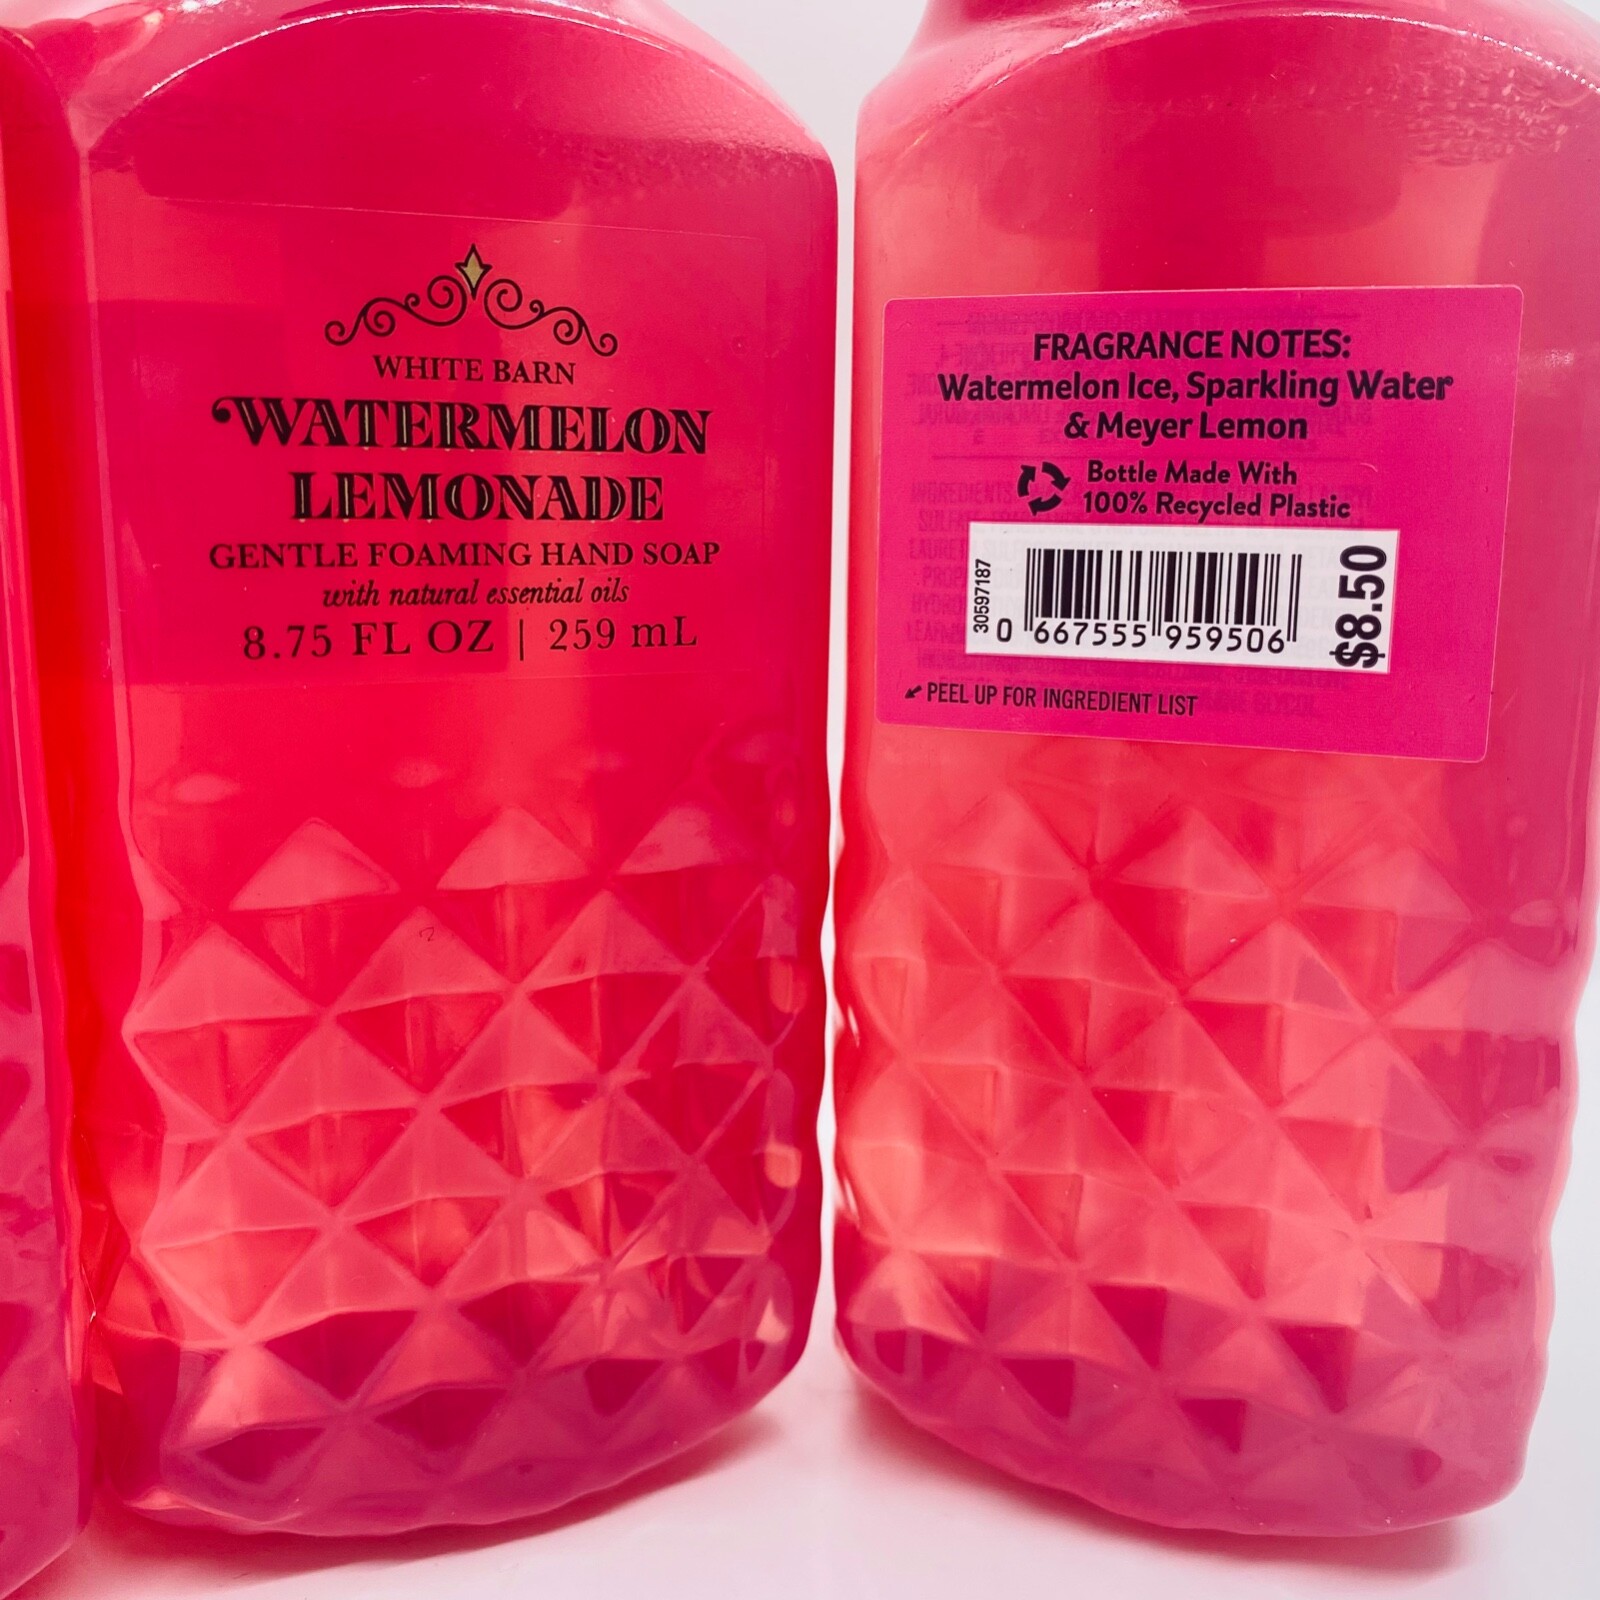 WHITE BARN
WATERMELON
LEMONADE
GENTLE FOAMING HAND SOAP
with natural essential oils
8.75 FL OZ | 259 mL
FRAGRANCE NOTES:
Watermelon Ice, Sparkling Water
& Meyer Lemon
Bottle Made With
100% Recycled Plastic
30597187
0 667555 959506
$8.50
PEEL UP FOR INGREDIENT LIST